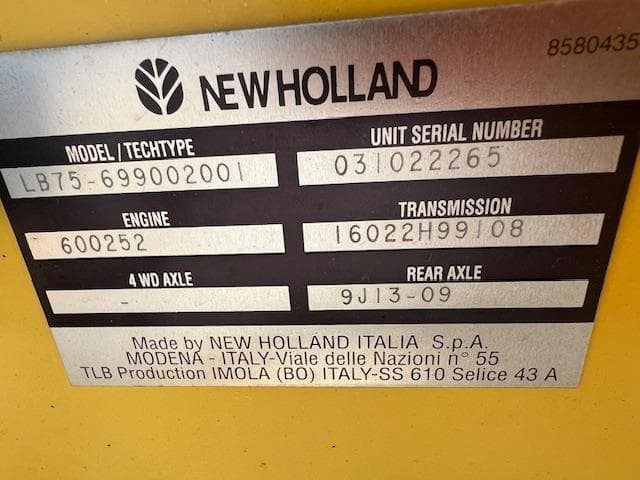 8580435
NEW HOLLAND
MODEL / TECHTYPE
UNIT SERIAL NUMBER
LB75-699002001
031022265
ENGINE
TRANSMISSION
600252
16022H99108
4 WD AXLE
REAR AXLE
-
9J13-09
Made by NEW HOLLAND ITALIA S.p.A.
MODENA - ITALY-Viale delle Nazioni n° 55
TLB Production IMOLA (BO) ITALY-SS 610 Selice 43 A